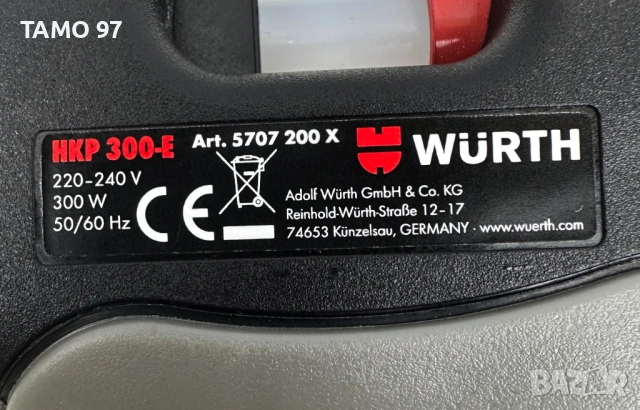 TAMO 97
HKP 300-E Art. 5707 200 X
WÜRTH
220-240 V
300 W
50/60 Hz
CE
Adolf Würth GmbH & Co. KG
Reinhold-Würth-Straße 12-17
74653 Künzelsau, GERMANY · www.wuerth.com
BAZAR